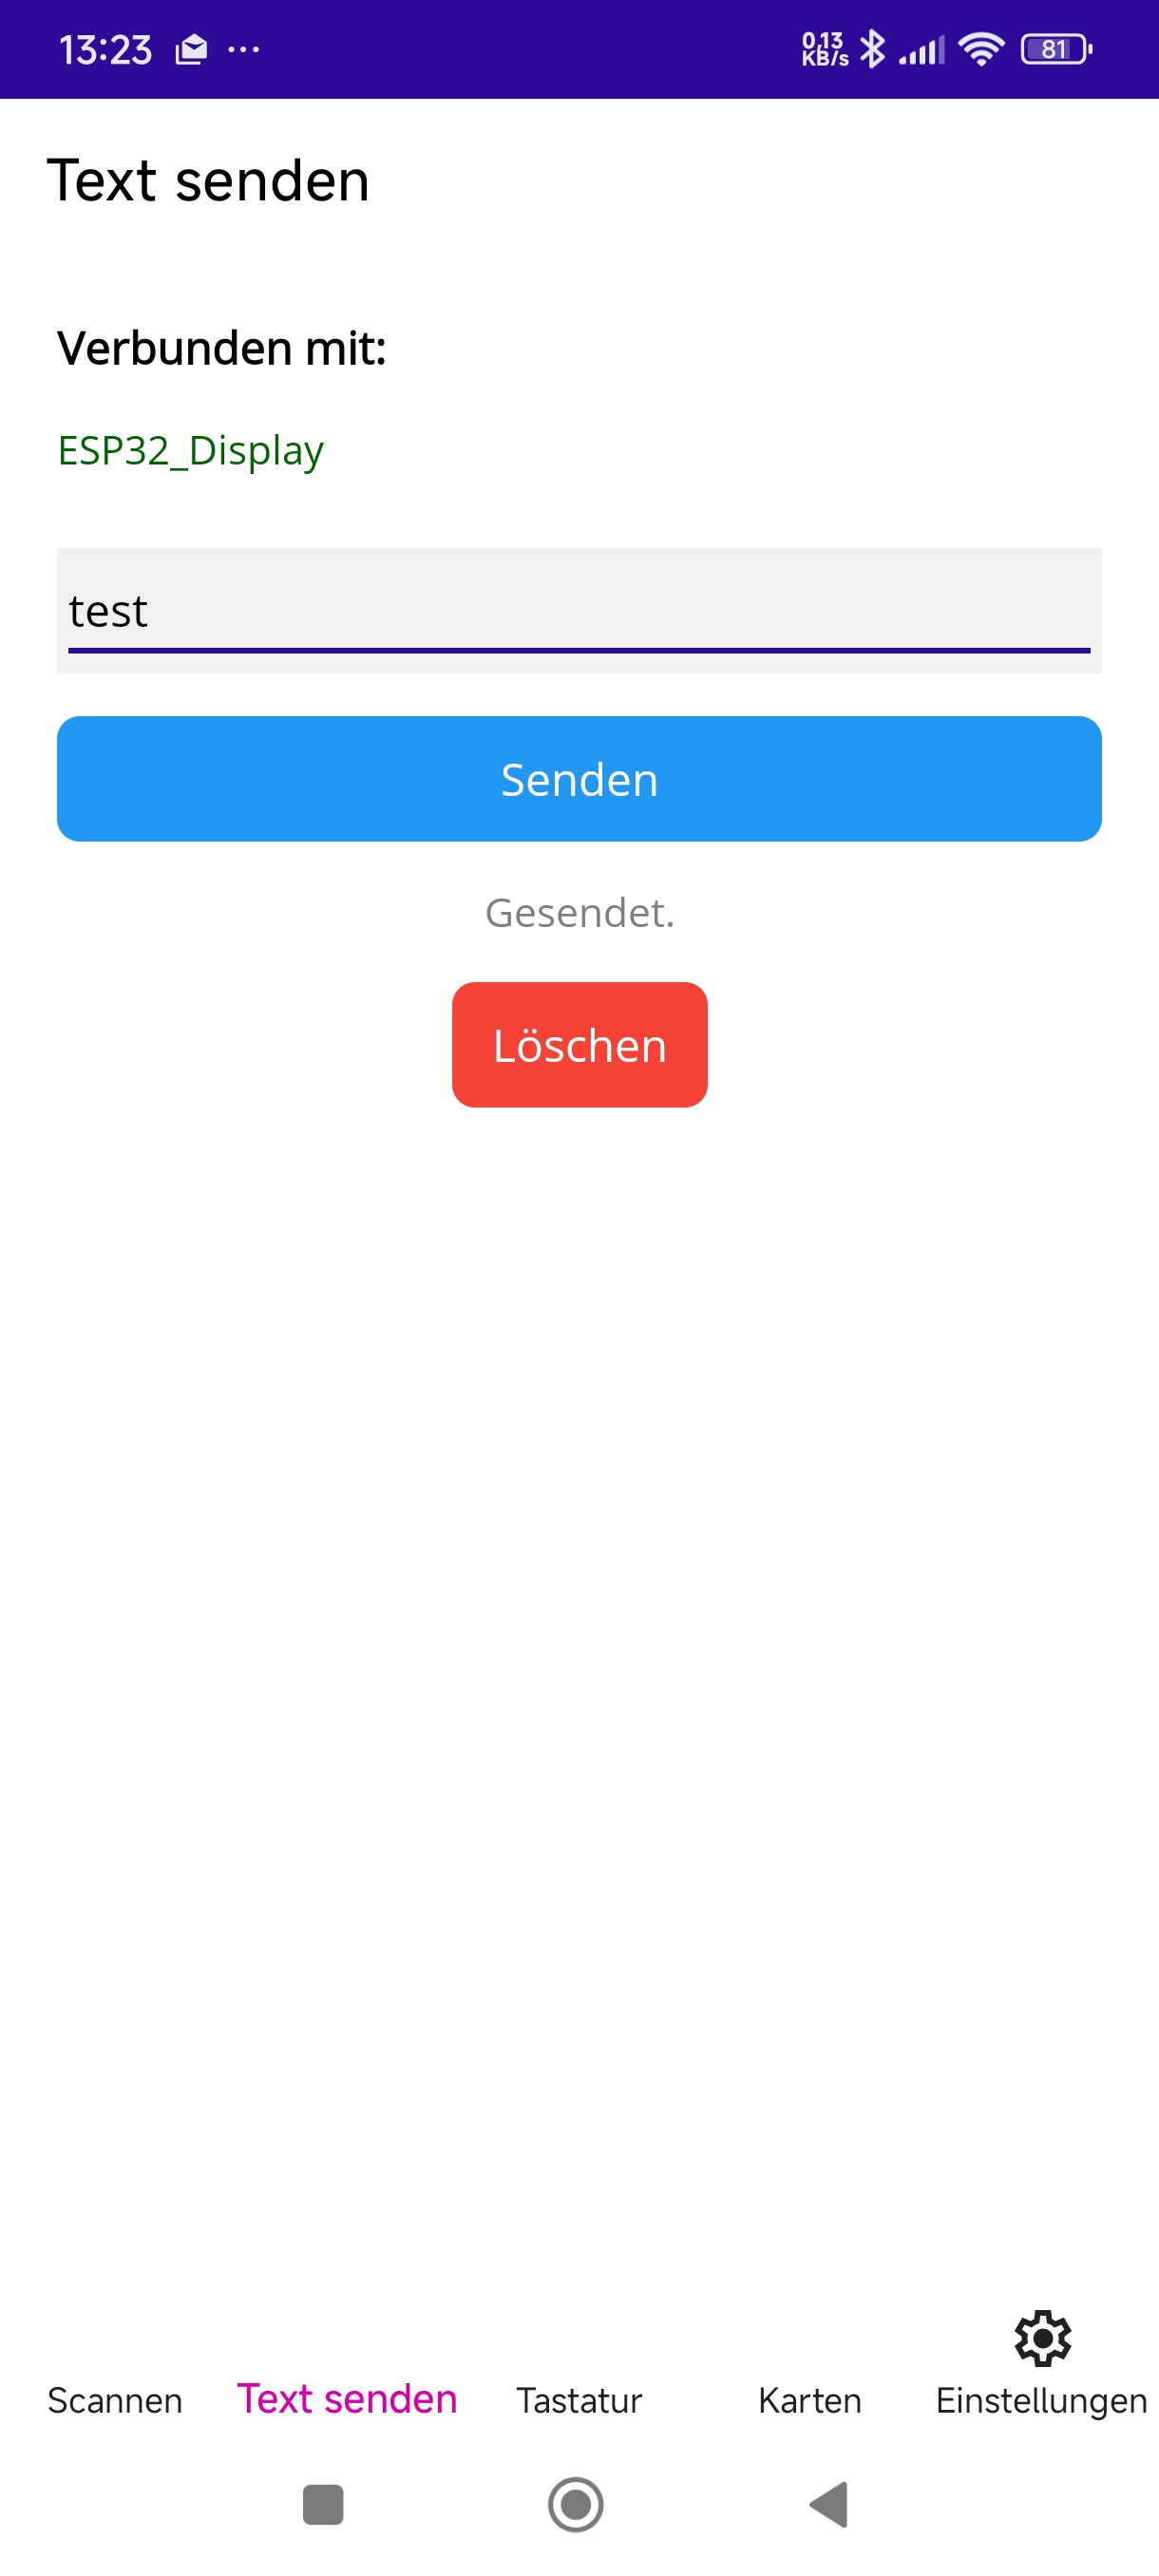 13:23
0,13
KB/s
81
Text senden
Verbunden mit:
ESP32_Display
test
Senden
Gesendet.
Löschen
Scannen
Text senden
Tastatur
Karten
Einstellungen